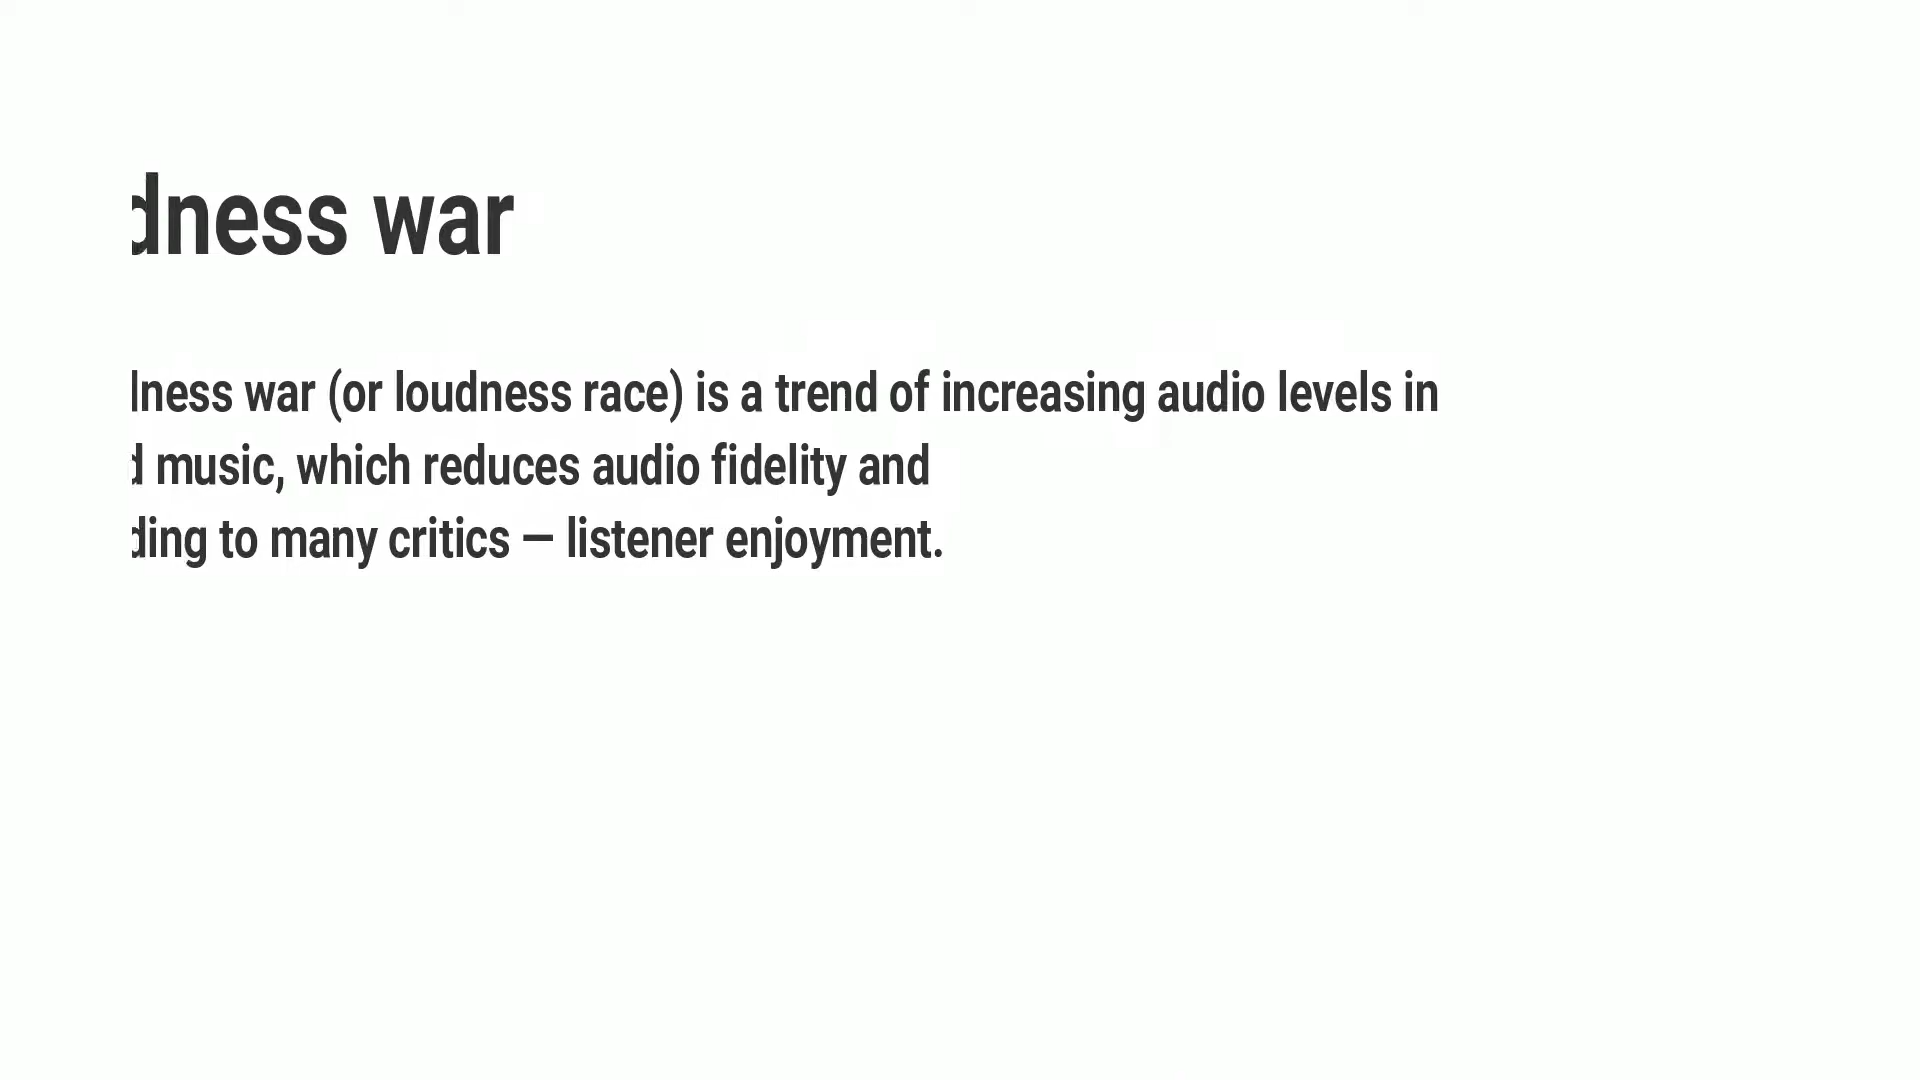 dness war
ness war (or loudness race) is a trend of increasing audio levels in
d music, which reduces audio fidelity and
ding to many critics — listener enjoyment.